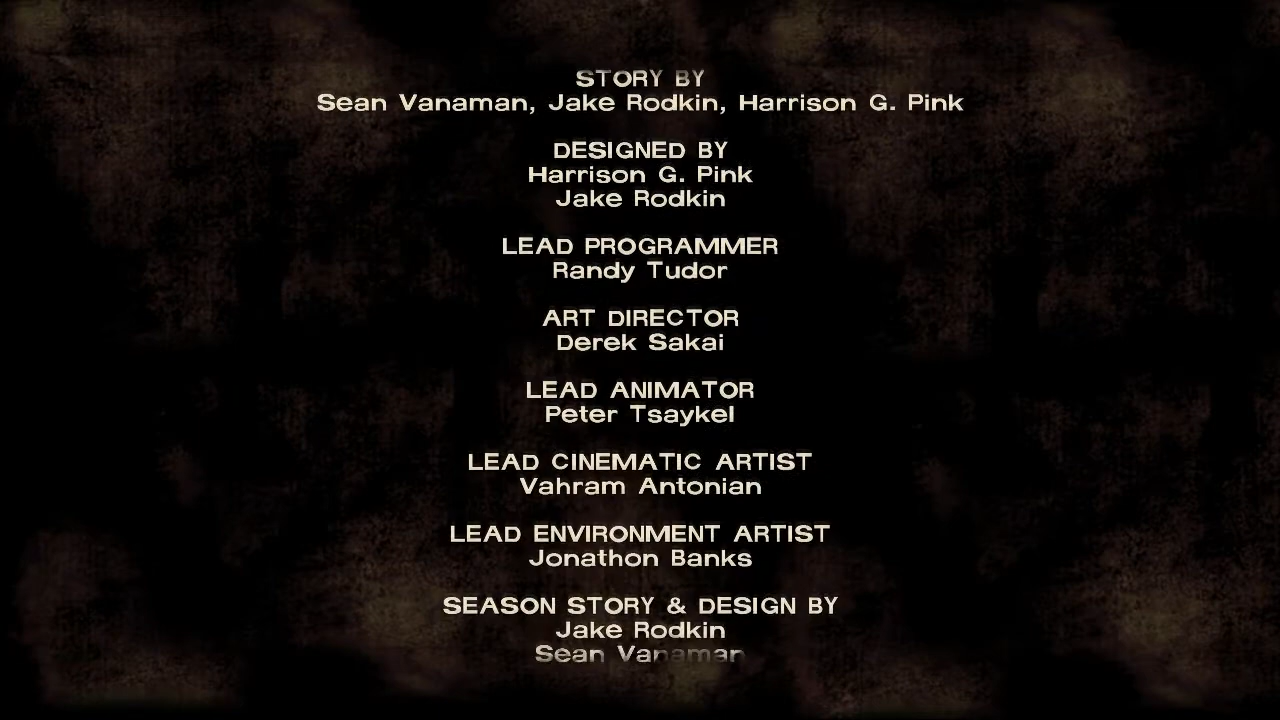 STORY BY
Sean Vanaman, Jake Rodkin, Harrison G. Pink
DESIGNED BY
Harrison G. Pink
Jake Rodkin
LEAD PROGRAMMER
Randy Tudor
ART DIRECTOR
Derek Sakai
LEAD ANIMATOR
Peter Tsaykel
LEAD CINEMATIC ARTIST
Vahram Antonian
LEAD ENVIRONMENT ARTIST
Jonathon Banks
SEASON STORY & DESIGN BY
Jake Rodkin
Sean Vanaman